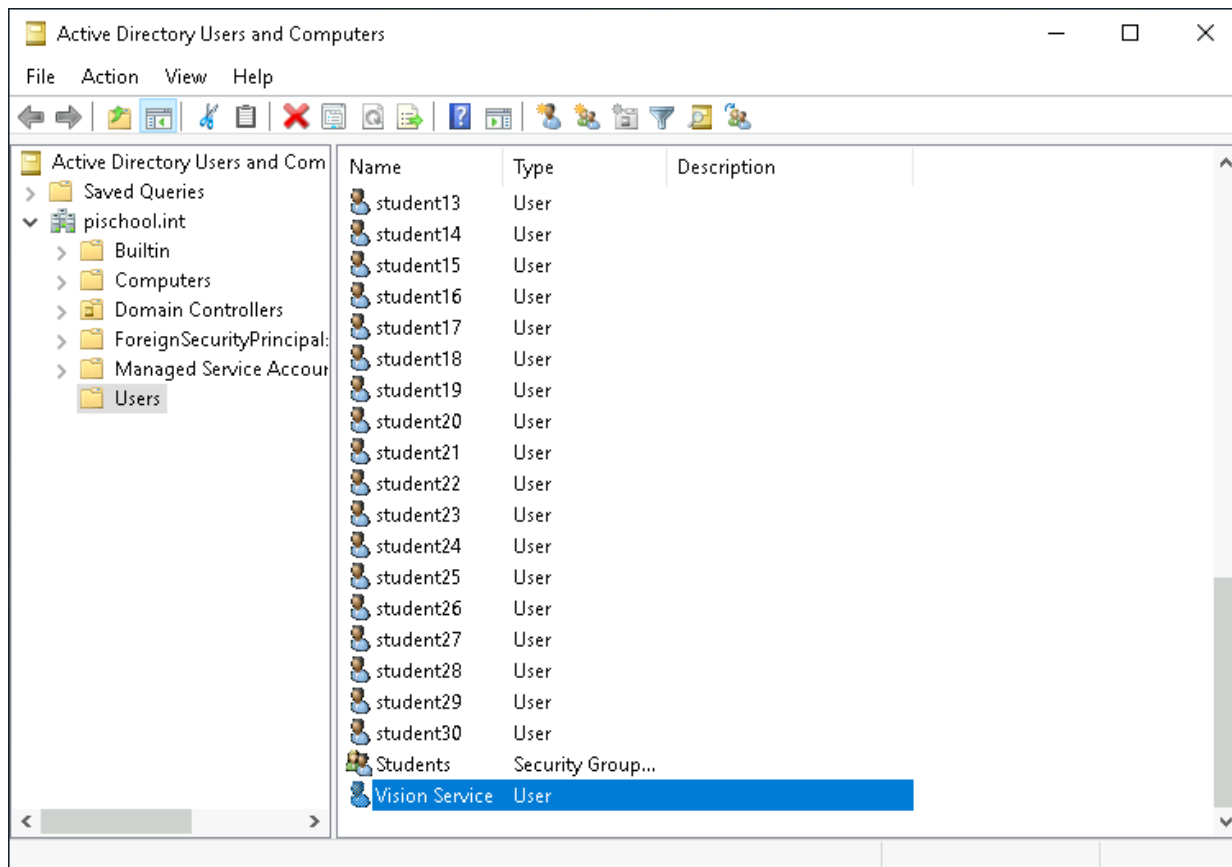 Active Directory Users and Computers
File Action View Help
Active Directory Users and Com
Saved Queries
pischool.int
Builtin
Computers
Domain Controllers
ForeignSecurityPrincipal:
Managed Service Accour
Users
Name Type Description
student13 User
student14 User
student15 User
student16 User
student17 User
student18 User
student19 User
student20 User
student21 User
student22 User
student23 User
student24 User
student25 User
student26 User
student27 User
student28 User
student29 User
student30 User
Students Security Group...
Vision Service User